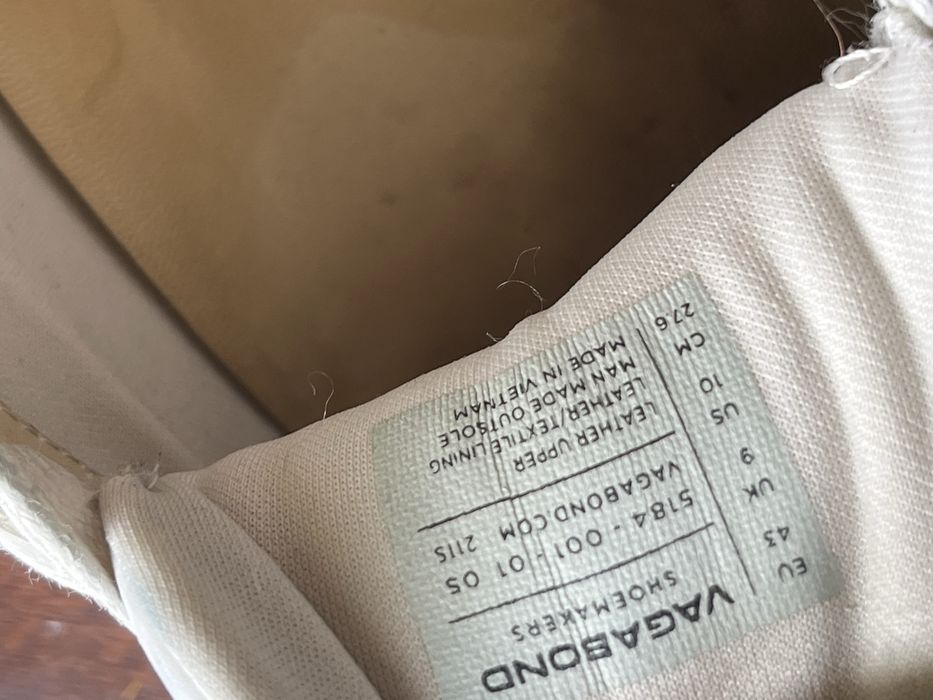 VAGABOND
SHOEMAKERS
5184 - 001 - 01 05
VAGABOND.COM 2115
LEATHER UPPER
LEATHER/TEXTILE LINING
MAN MADE OUTSOLE
MADE IN VIETNAM
EU 43
UK 9
US 10
CM 27.6